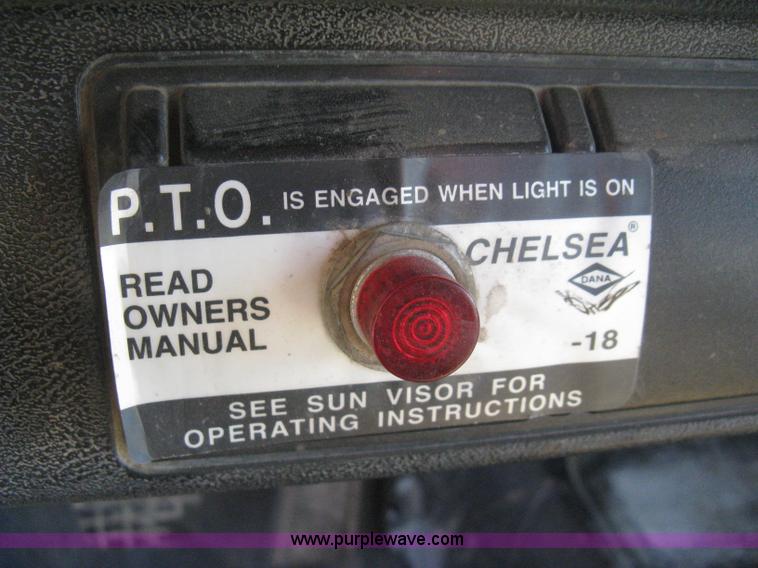 P.T.O. IS ENGAGED WHEN LIGHT IS ON
CHELSEA®
DANA
READ
OWNERS
MANUAL
-18
SEE SUN VISOR FOR
OPERATING INSTRUCTIONS
www.purplewave.com